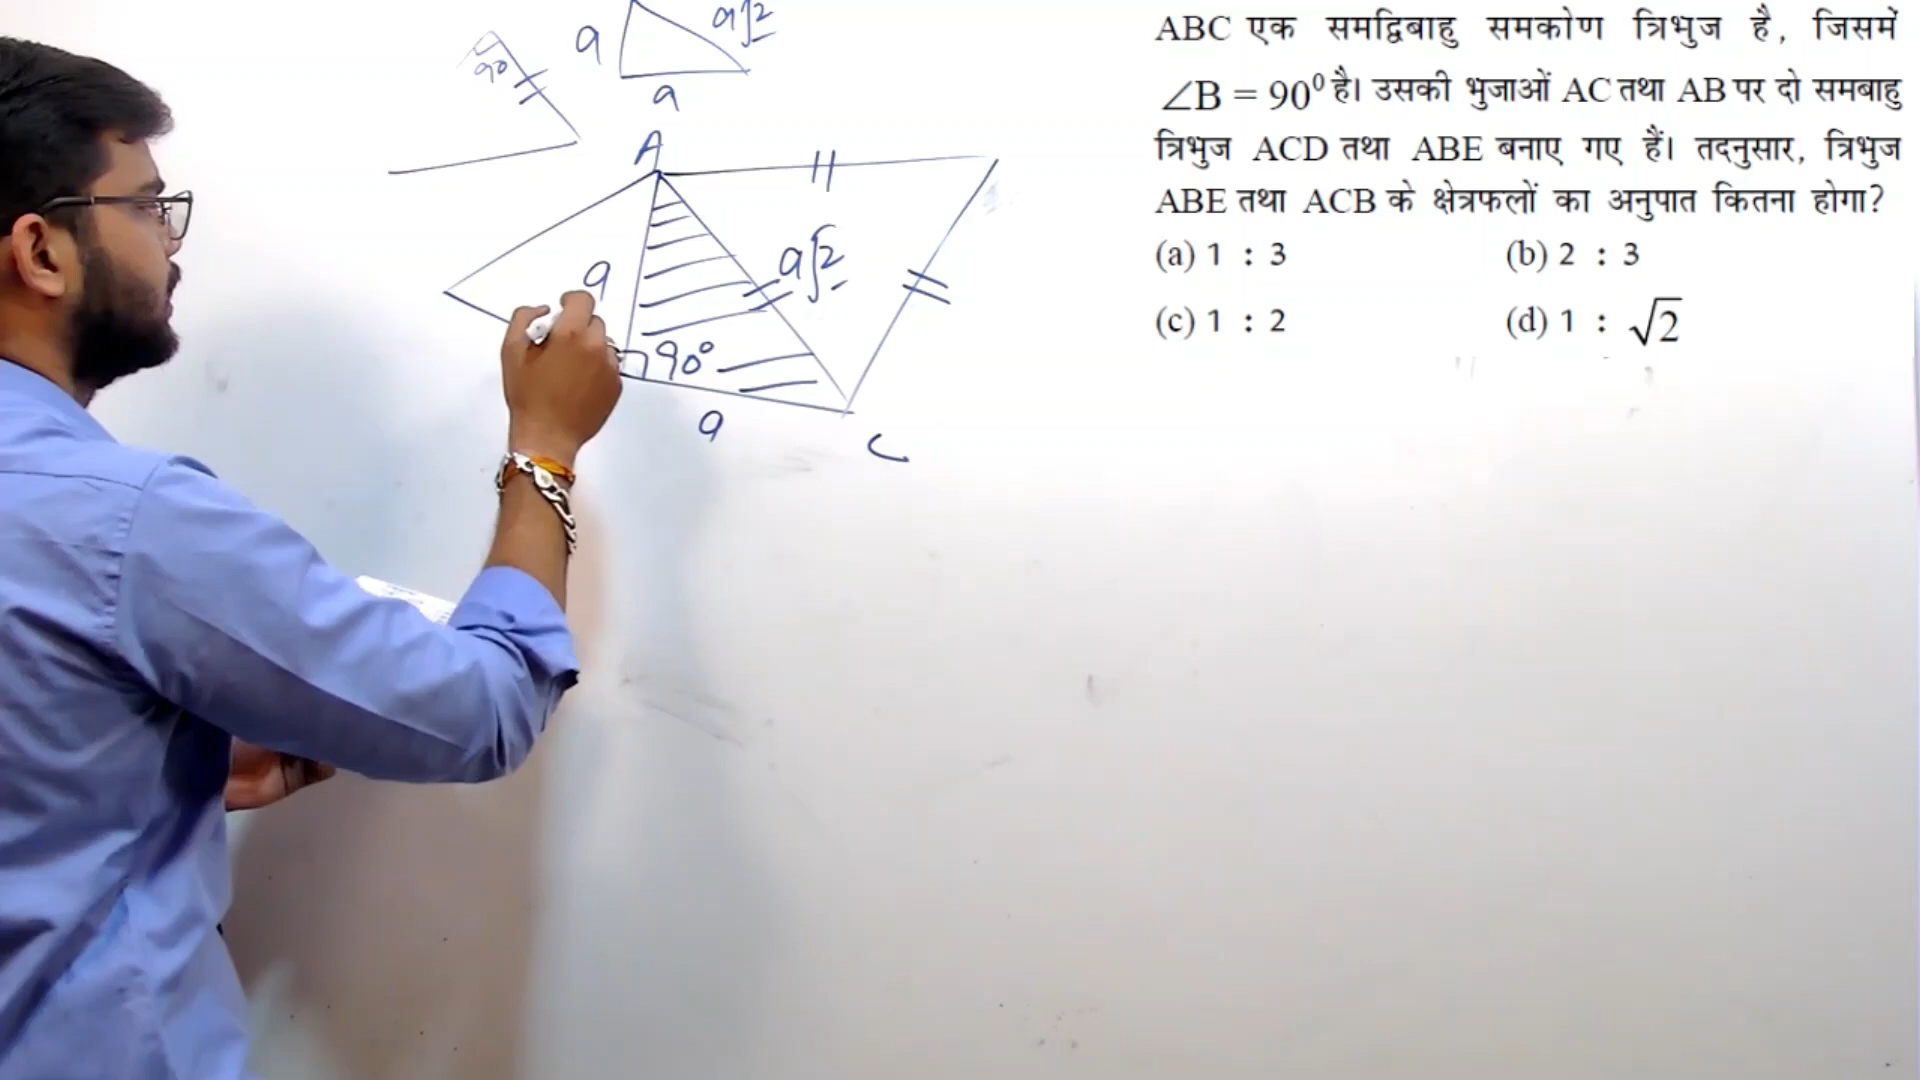 a√2
a
90
a
A
a√2
a
90°
a
C
ABC एक समद्विबाहु समकोण त्रिभुज है, जिसमें
∠B = 90⁰ है। उसकी भुजाओं AC तथा AB पर दो समबाहु
त्रिभुज ACD तथा ABE बनाए गए हैं। तदनुसार, त्रिभुज
ABE तथा ACB के क्षेत्रफलों का अनुपात कितना होगा?
(a) 1 : 3 (b) 2 : 3
(c) 1 : 2 (d) 1 : √2